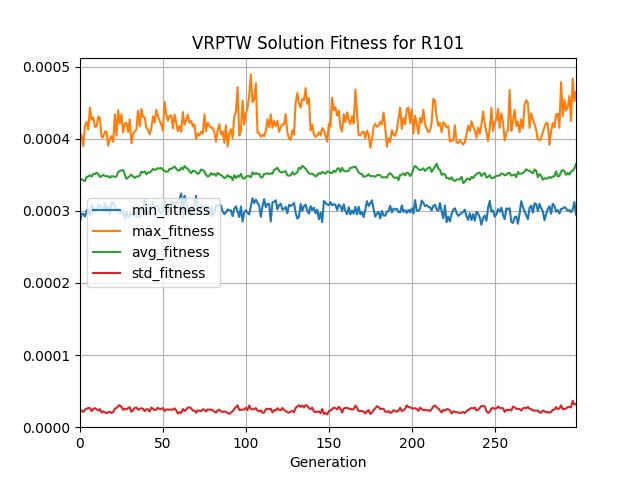 VRPTW Solution Fitness for R101
0.0005
0.0004
0.0003
0.0002
0.0001
0.0000
min_fitness
max_fitness
avg_fitness
std_fitness
0 50 100 150 200 250
Generation